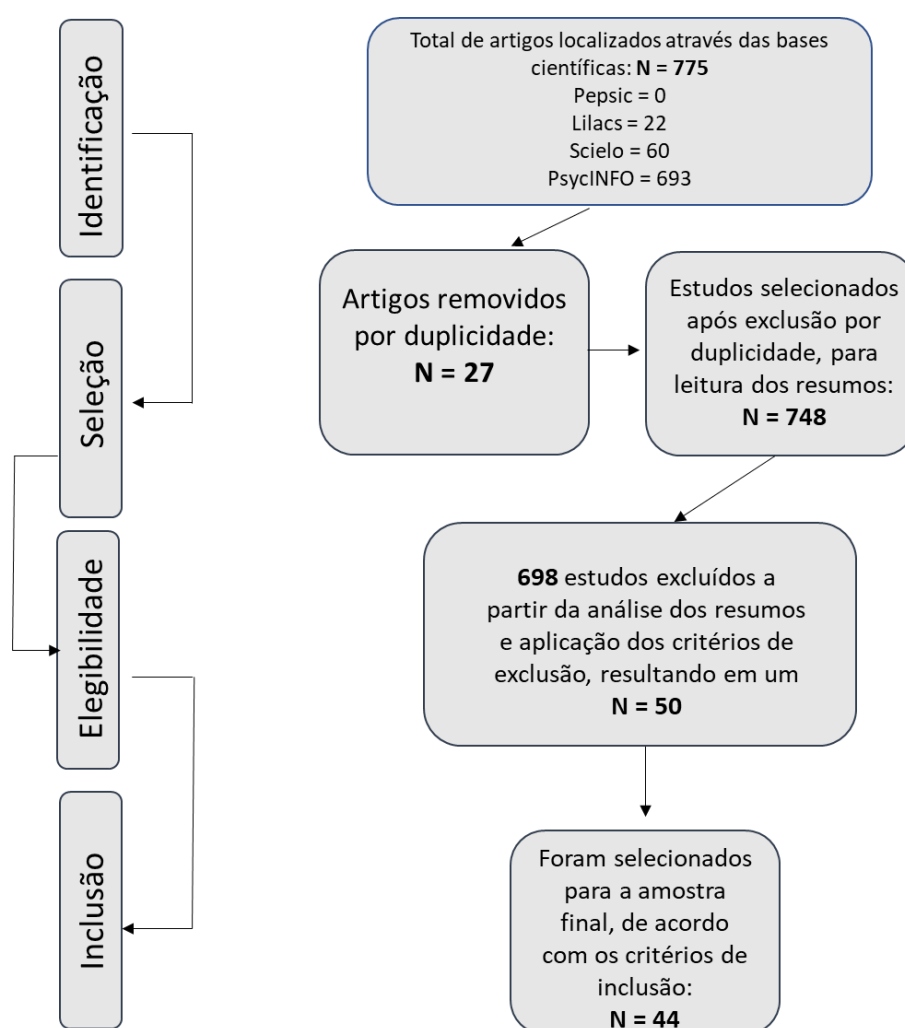 Identificação
Total de artigos localizados através das bases
científicas: N = 775
Pepsic = 0
Lilacs = 22
Scielo = 60
PsycINFO = 693
Seleção
Artigos removidos
por duplicidade:
N = 27
Estudos selecionados
após exclusão por
duplicidade, para
leitura dos resumos:
N = 748
Elegibilidade
698 estudos excluídos a
partir da análise dos resumos
e aplicação dos critérios de
exclusão, resultando em um
N = 50
Inclusão
Foram selecionados
para a amostra
final, de acordo
com os critérios de
inclusão:
N = 44